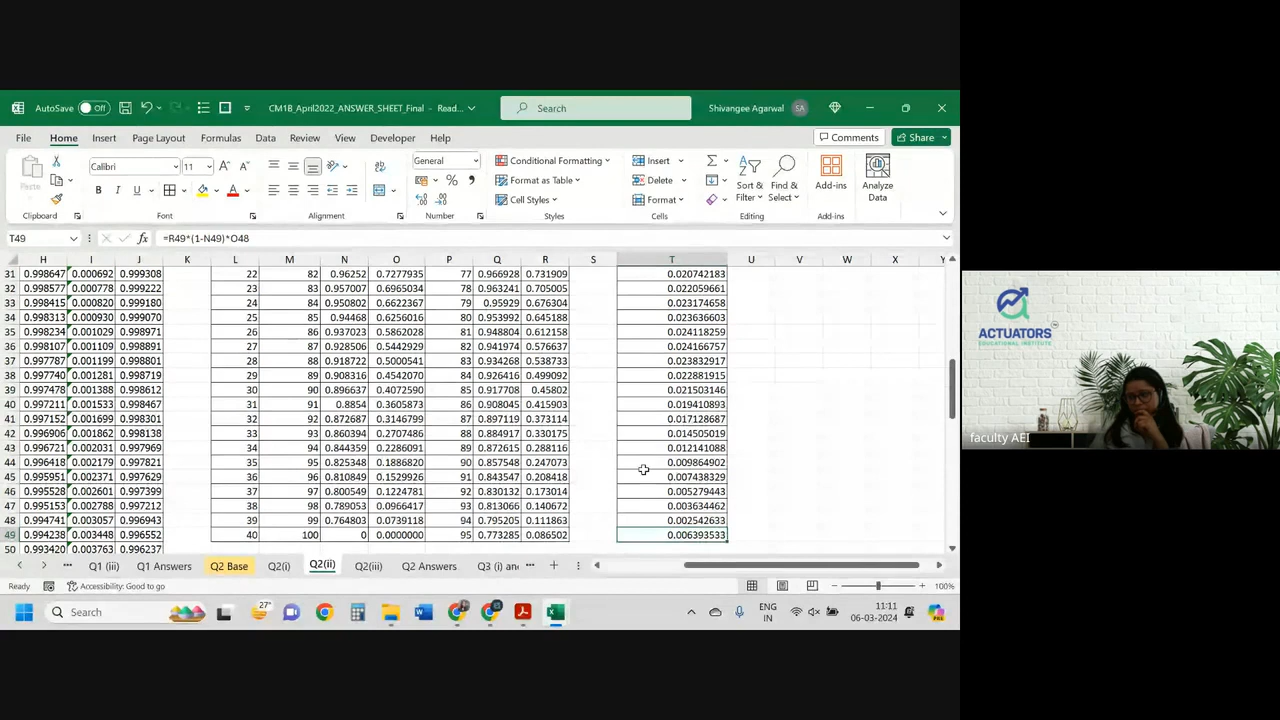 AutoSave Off CM1B_April2022_ANSWER_SHEET_Final - Read... Search Shivangee Agarwal SA
File Home Insert Page Layout Formulas Data Review View Developer Help Comments Share
Paste Calibri 11 A A General Conditional Formatting Insert Sort & Find & Add-ins Analyze
B I U A % Format as Table Delete Filter Select Data
Cell Styles Format
Clipboard Font Alignment Number Styles Cells Editing Add-ins
T49 fx =R49*(1-N49)*O48
H I J K L M N O P Q R S T U V W X Y
31 0.998647 0.000692 0.999308 22 82 0.96252 0.7277935 77 0.966928 0.731909 0.020742183
32 0.998577 0.000778 0.999222 23 83 0.957007 0.6965034 78 0.963241 0.705005 0.022059661
33 0.998415 0.000820 0.999180 24 84 0.950802 0.6622367 79 0.95929 0.676304 0.023174658
34 0.998313 0.000930 0.999070 25 85 0.94468 0.6256016 80 0.953992 0.645188 0.023636603
35 0.998234 0.001029 0.998971 26 86 0.937023 0.5862028 81 0.948804 0.612158 0.024118259
36 0.998107 0.001109 0.998891 27 87 0.92506 0.5442929 82 0.941974 0.576637 0.024166757
37 0.997787 0.001199 0.998801 28 88 0.918722 0.5000541 83 0.934268 0.538733 0.023832917
38 0.997740 0.001281 0.998719 29 89 0.908316 0.4542070 84 0.926416 0.499092 0.022881915
39 0.997478 0.001388 0.998612 30 90 0.896637 0.4072590 85 0.917708 0.45802 0.021503146
40 0.997211 0.001533 0.998467 31 91 0.8854 0.3605873 86 0.908045 0.415903 0.019410893
41 0.997152 0.001699 0.998301 32 92 0.872687 0.3146799 87 0.897119 0.373114 0.017128687
42 0.996906 0.001862 0.998138 33 93 0.860394 0.2707486 88 0.884917 0.330175 0.014505019
43 0.996721 0.002031 0.997969 34 94 0.844359 0.2286091 89 0.872615 0.288116 0.012141088
44 0.996418 0.002179 0.997821 35 95 0.825348 0.1886820 90 0.857548 0.247073 0.009864902
45 0.995951 0.002371 0.997629 36 96 0.810849 0.1529926 91 0.843547 0.208418 0.007438329
46 0.995528 0.002601 0.997399 37 97 0.800549 0.1224781 92 0.830132 0.173014 0.005279443
47 0.995153 0.002788 0.997212 38 98 0.789053 0.0966417 93 0.813066 0.140672 0.003634462
48 0.994741 0.003057 0.996943 39 99 0.764803 0.0739118 94 0.795205 0.111863 0.002542633
49 0.994238 0.003448 0.996552 40 100 0 0.0000000 95 0.773285 0.086502 0.006393533
50 0.993420 0.003763 0.996237
... Q1 (iii) Q1 Answers Q2 Base Q2(i) Q2(ii) Q2(iii) Q2 Answers Q3 (i) an ...
Ready Accessibility: Good to go 100%
Search 27° ENG IN 11:11 06-03-2024
ACTUATORS
EDUCATIONAL INSTITUTE
faculty AEI